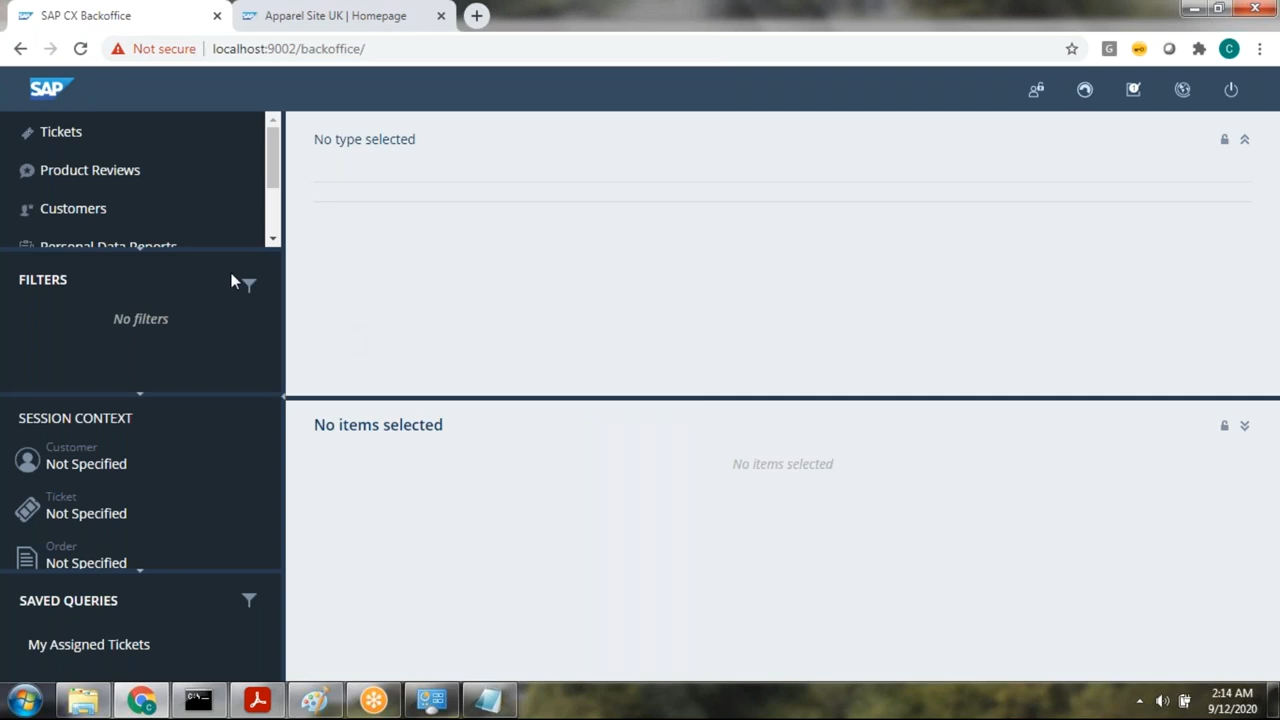 SAP CX Backoffice
Apparel Site UK | Homepage
Not secure
localhost:9002/backoffice/
G
C
SAP
Tickets
No type selected
Product Reviews
Customers
Personal Data Reports
FILTERS
No filters
SESSION CONTEXT
No items selected
Customer
Not Specified
No items selected
Ticket
Not Specified
Order
Not Specified
SAVED QUERIES
My Assigned Tickets
2:14 AM
9/12/2020